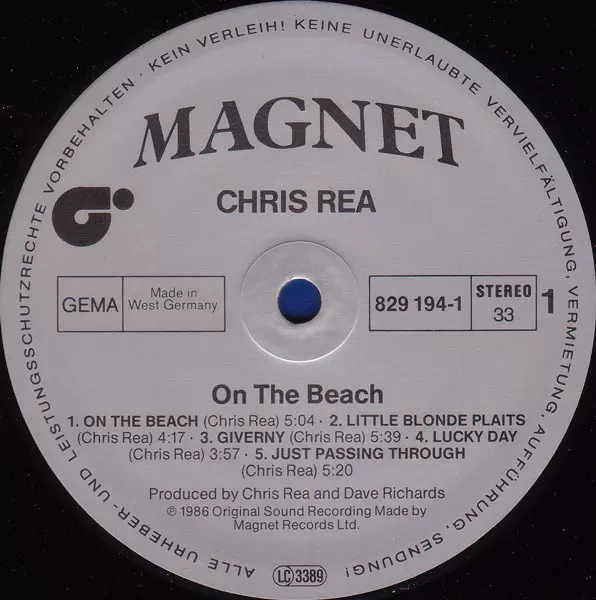 ALLE URHEBER- UND LEISTUNGSSCHUTZRECHTE VORBEHALTEN · KEIN VERLEIH! KEINE UNERLAUBTE VERVIELFÄLTIGUNG, VERMIETUNG, AUFFÜHRUNG, SENDUNG!
MAGNET
CHRIS REA
GEMA
Made in
West Germany
829 194-1
STEREO
33
1
On The Beach
1. ON THE BEACH (Chris Rea) 5:04 · 2. LITTLE BLONDE PLAITS
(Chris Rea) 4:17 · 3. GIVERNY (Chris Rea) 5:39 · 4. LUCKY DAY
(Chris Rea) 3:57 · 5. JUST PASSING THROUGH
(Chris Rea) 5:20
Produced by Chris Rea and Dave Richards
℗ 1986 Original Sound Recording Made by
Magnet Records Ltd.
LC 3389